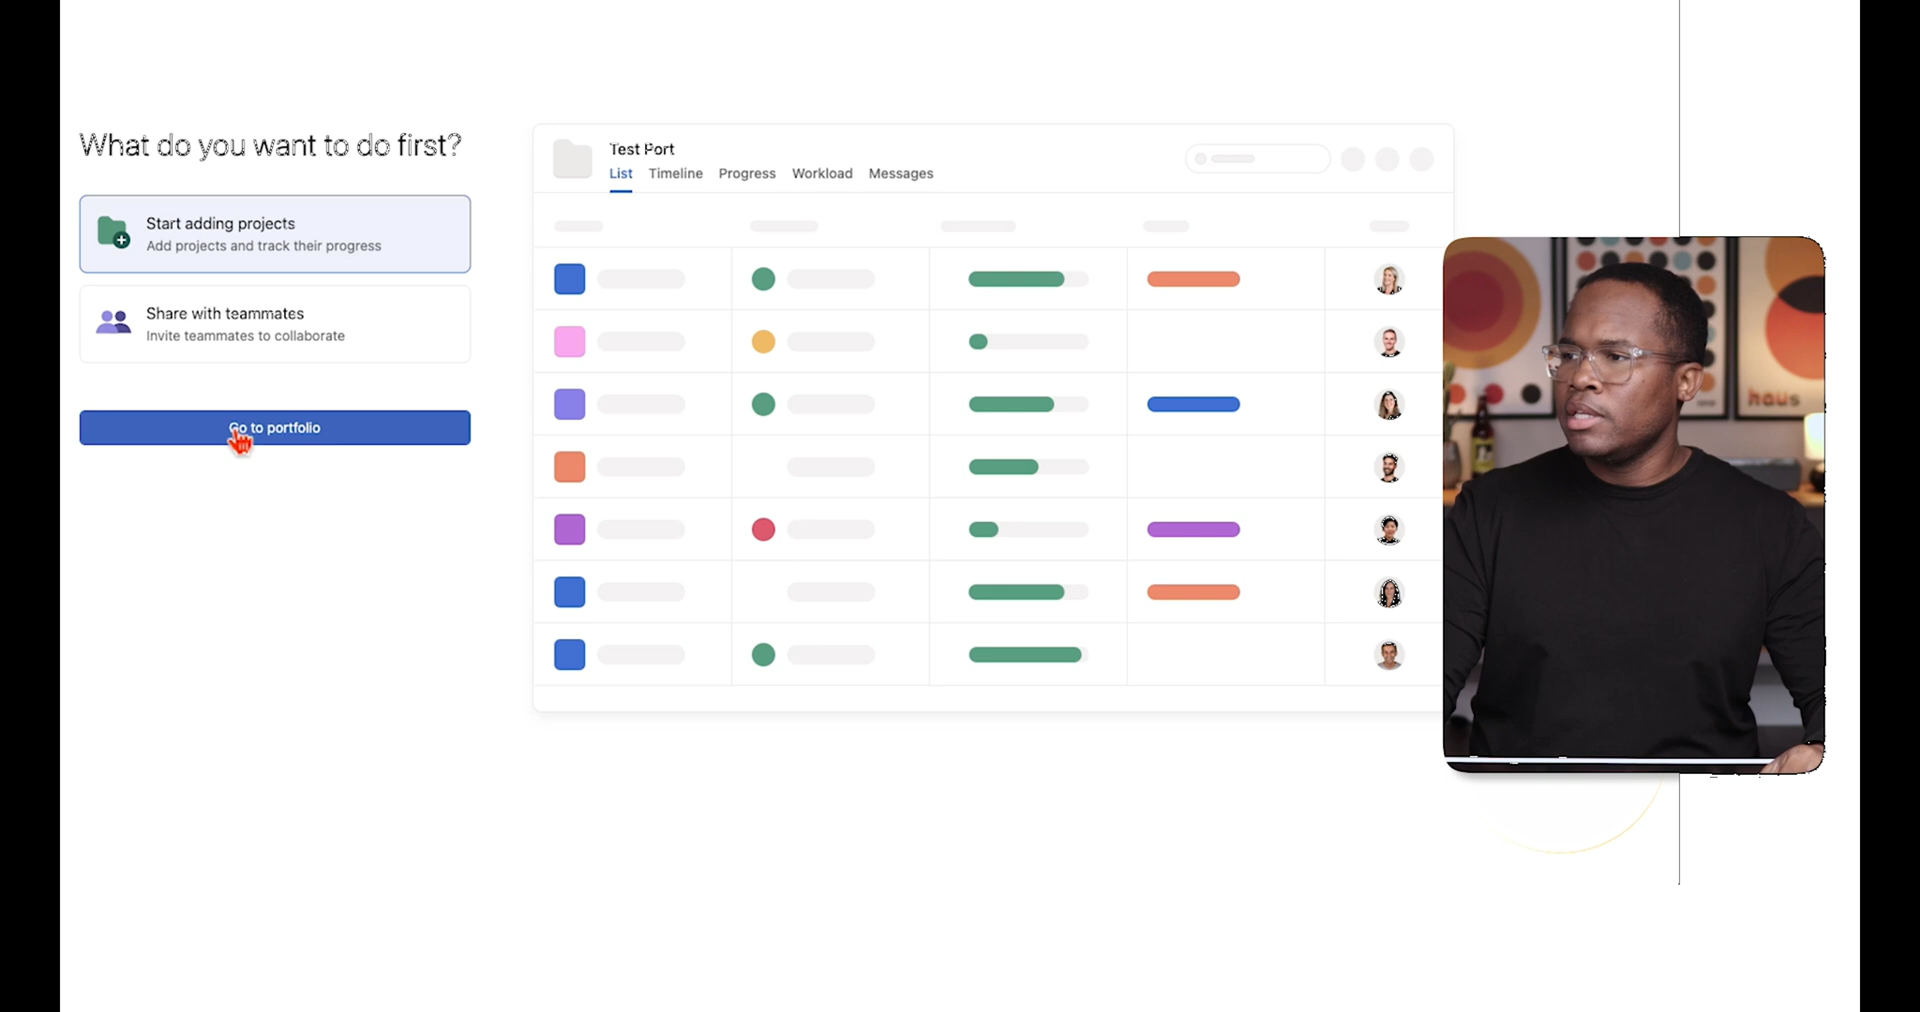 What do you want to do first?
Start adding projects
Add projects and track their progress
Share with teammates
Invite teammates to collaborate
Go to portfolio
Test Port
List Timeline Progress Workload Messages
haus